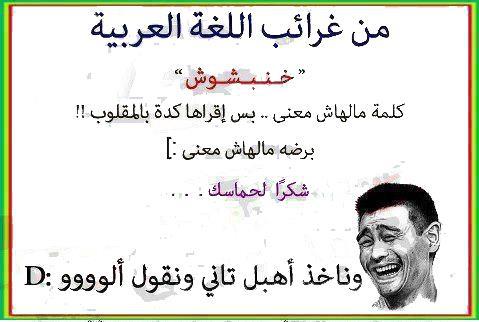 من غرائب اللغة العربية
”خـنـبـشـوش“
كلمة مالهاش معنى .. بس إقراها كدة بالمقلوب !!
برضه مالهاش معنى :]
شكرًا لحماسك . . .
وناخذ أهبل تاني ونقول ألوووو :D